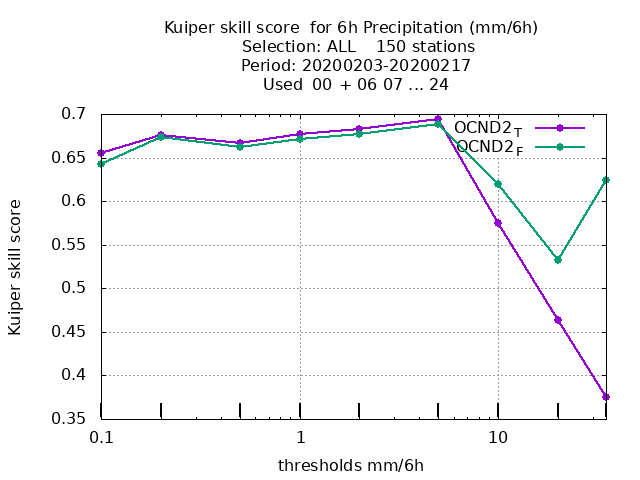 Kuiper skill score  for 6h Precipitation (mm/6h)
Selection: ALL    150 stations
Period: 20200203-20200217
Used  00 + 06 07 ... 24
OCND2T
OCND2F
0.7
0.65
0.6
0.55
0.5
0.45
0.4
0.35
Kuiper skill score
0.1
1
10
thresholds mm/6h